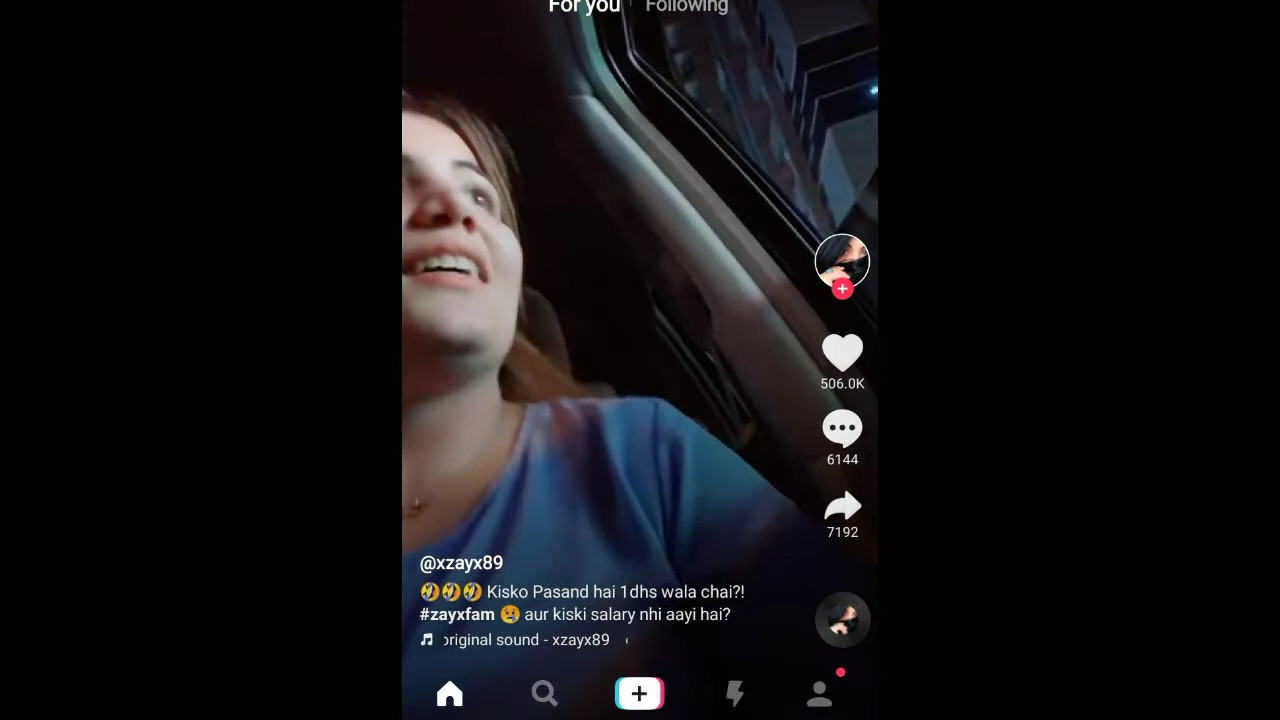 For you Following
506.0K
6144
7192
@xzayx89
🤣🤣🤣 Kisko Pasand hai 1dhs wala chai?!
#zayxfam 😢 aur kiski salary nhi aayi hai?
original sound - xzayx89